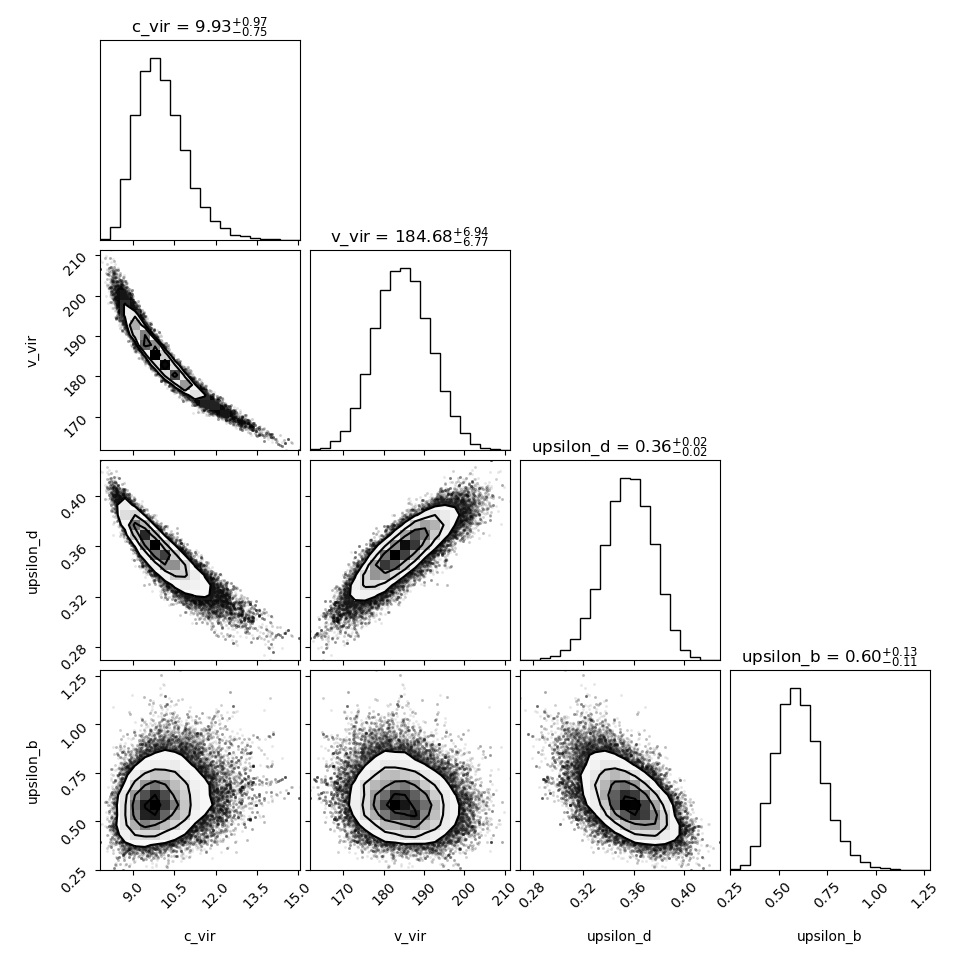 c_vir = 9.93+0.97 −0.75
v_vir = 184.68+6.94 −6.77
210
200
190
180
170
v_vir
upsilon_d = 0.36+0.02 −0.02
0.40
0.36
0.32
0.28
upsilon_d
upsilon_b = 0.60+0.13 −0.11
1.25
1.00
0.75
0.50
0.25
upsilon_b
9.0 10.5 12.0 13.5 15.0 170 180 190 200 210 0.28 0.32 0.36 0.40 0.25 0.50 0.75 1.00 1.25
c_vir v_vir upsilon_d upsilon_b